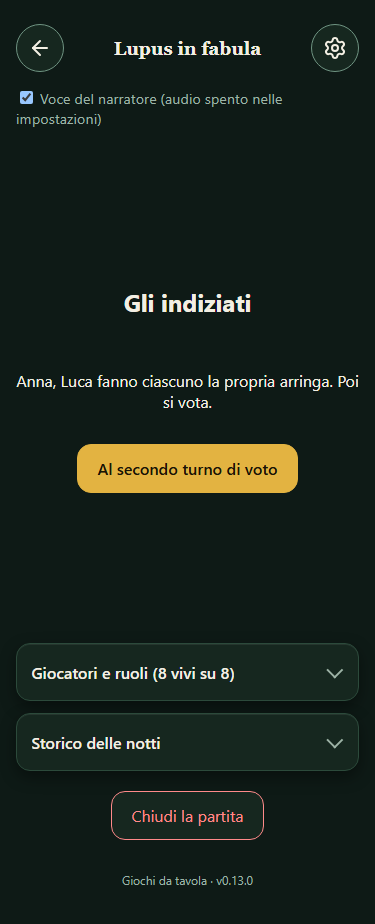 Lupus in fabula
Voce del narratore (audio spento nelle
impostazioni)
Gli indiziati
Anna, Luca fanno ciascuno la propria arringa. Poi
si vota.
Al secondo turno di voto
Giocatori e ruoli (8 vivi su 8)
Storico delle notti
Chiudi la partita
Giochi da tavola · v0.13.0